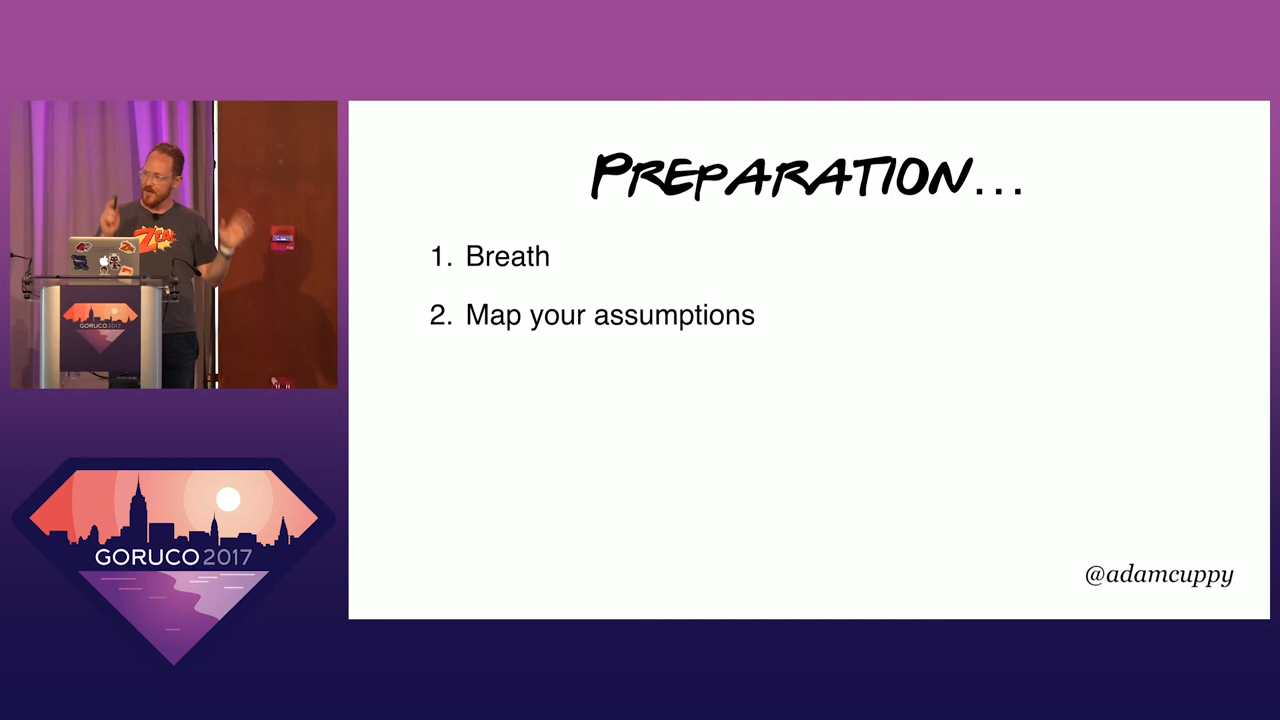 PREPARATION...
1. Breath
2. Map your assumptions
@adamcuppy
ZEAL
GORUCO 2017
GORUCO 2017